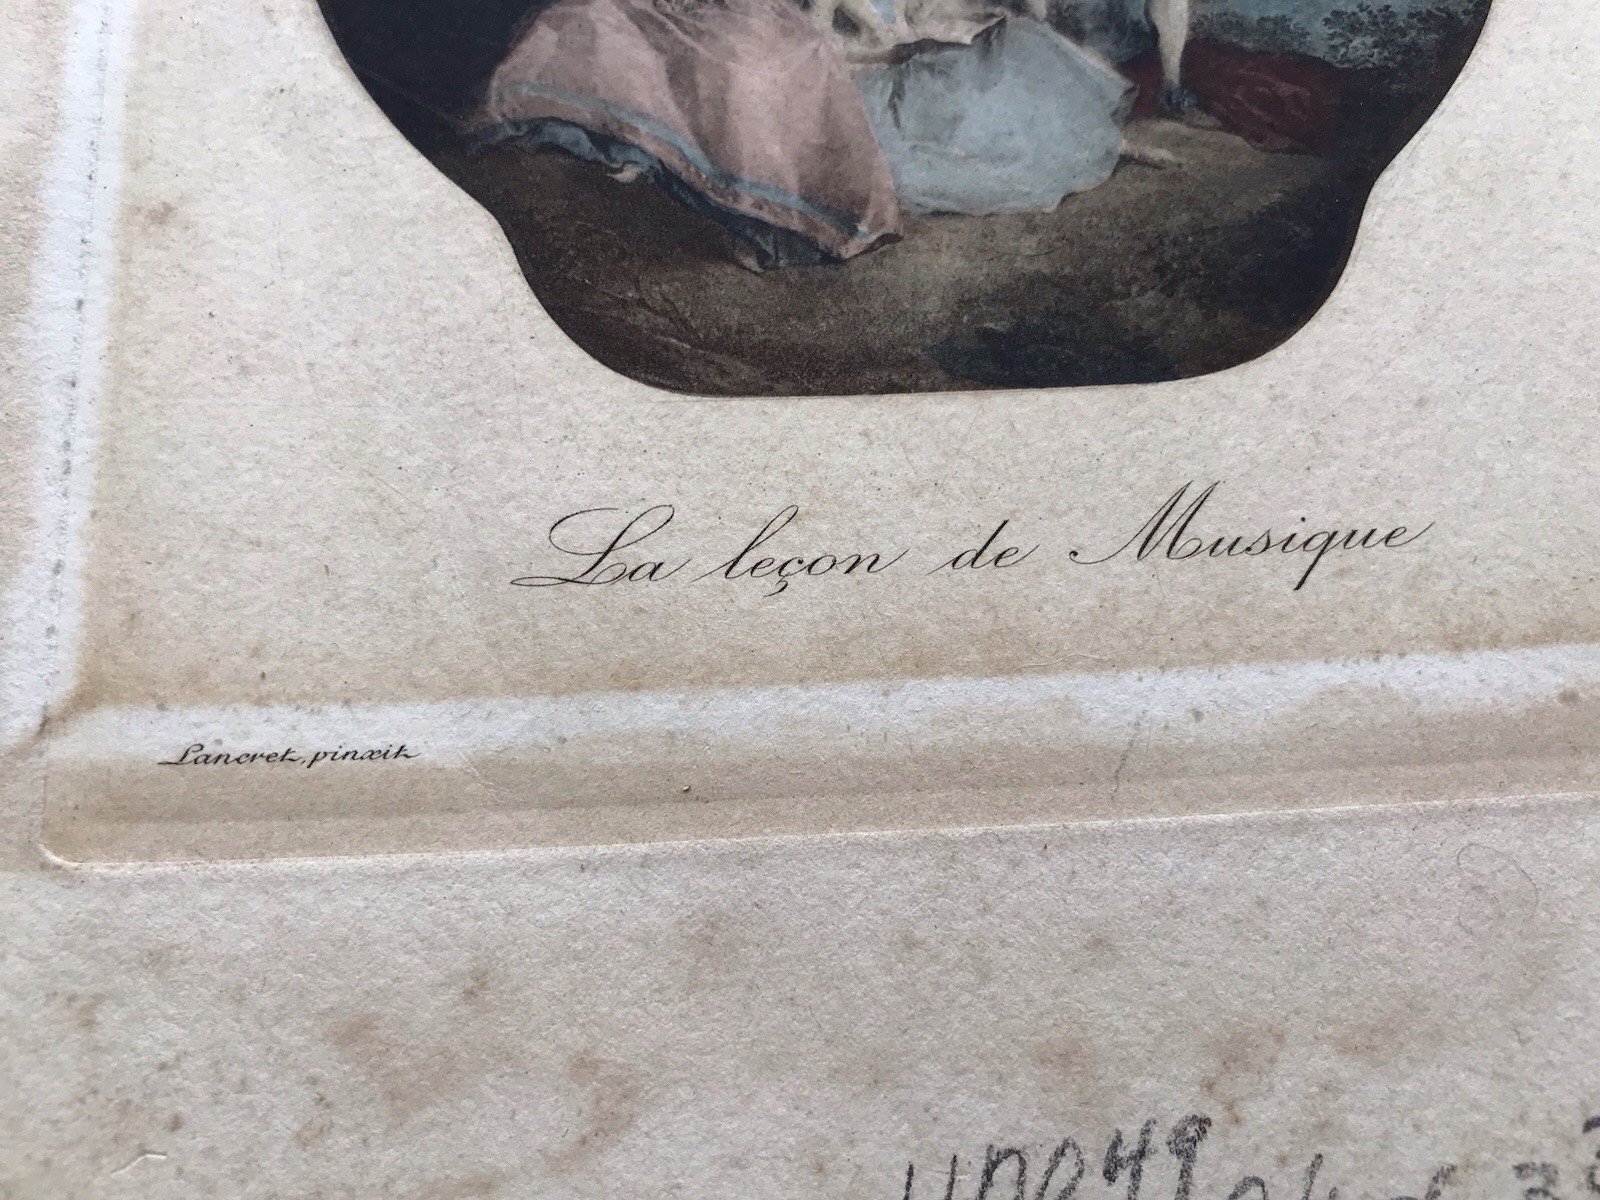 La leçon de Musique
Lancret, pinxit